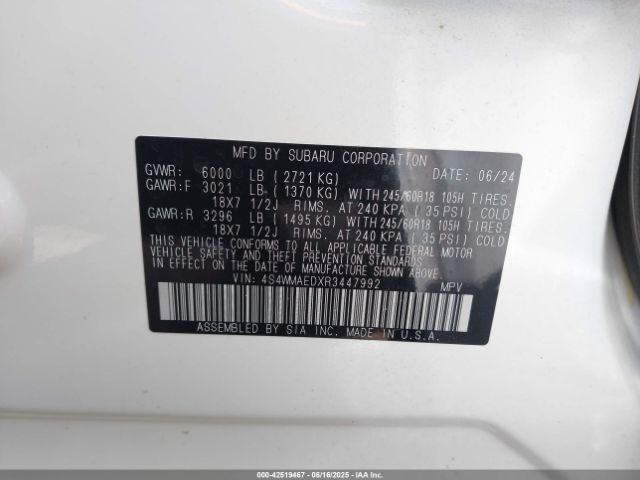 MFD BY SUBARU CORPORATION
GVWR: 6000 LB (2721 KG) DATE: 06/24
GAWR:F 3021 LB (1370 KG) WITH 245/60R18 105H TIRES.
18X7 1/2J RIMS. AT 240 KPA (35 PSI) COLD
GAWR:R 3296 LB (1495 KG) WITH 245/60R18 105H TIRES.
18X7 1/2J RIMS. AT 240 KPA (35 PSI) COLD
THIS VEHICLE CONFORMS TO ALL APPLICABLE FEDERAL MOTOR
VEHICLE SAFETY AND THEFT PREVENTION STANDARDS
IN EFFECT ON THE DATE OF MANUFACTURE SHOWN ABOVE.
VIN: 4S4WMAEDXR3447992 MPV
ASSEMBLED BY SIA INC. MADE IN U.S.A.
000-42519467 - 06/16/2025 - IAAI Copart